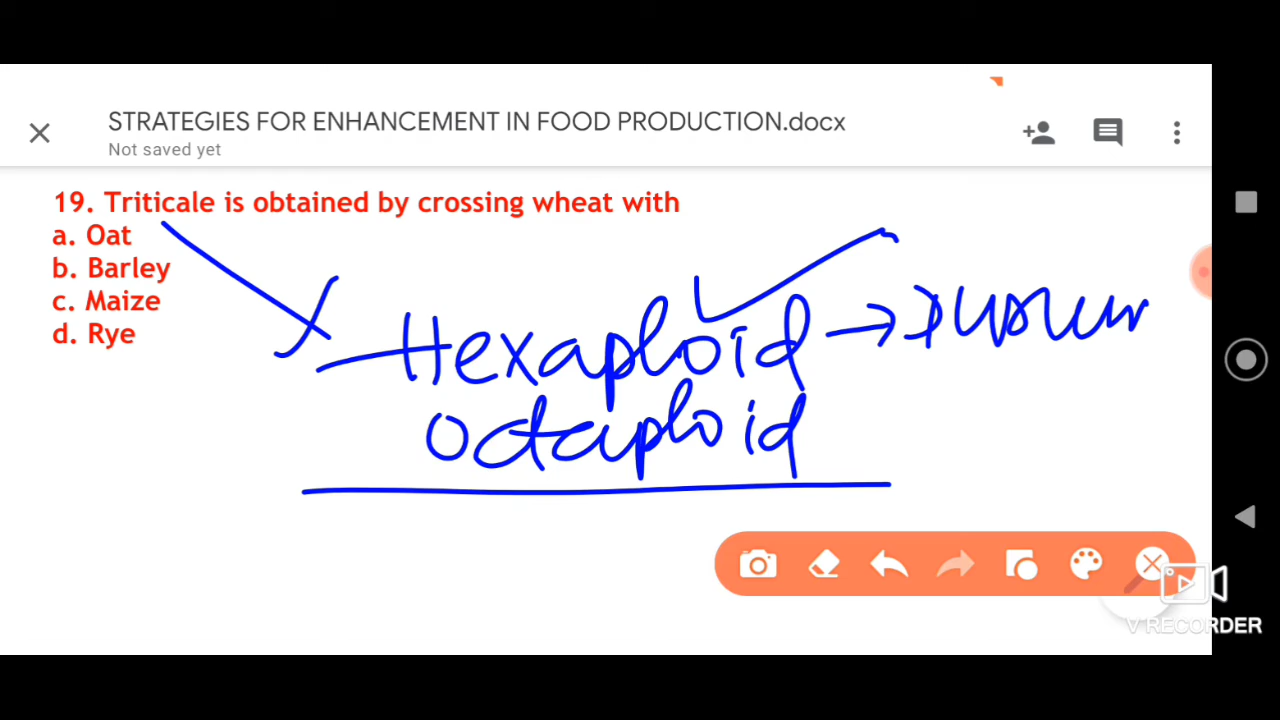 STRATEGIES FOR ENHANCEMENT IN FOOD PRODUCTION.docx
Not saved yet
19. Triticale is obtained by crossing wheat with
a. Oat
b. Barley
c. Maize
d. Rye
Hexaploid →
Octaploid
V RECORDER